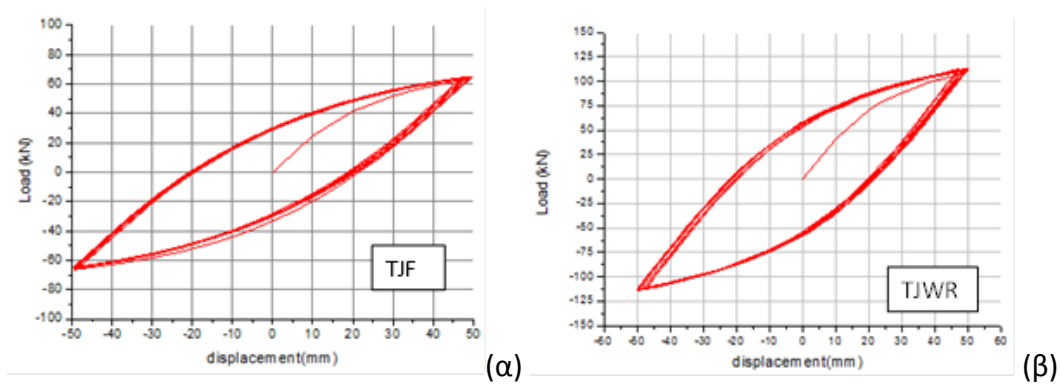 100
80
60
40
20
0
-20
-40
-60
-80
-100
Load (kN)
-50 -40 -30 -20 -10 0 10 20 30 40 50
displacement(mm)
TJF
(α)
150
125
100
75
50
25
0
-25
-50
-75
-100
-125
-150
Load (kN)
-60 -50 -40 -30 -20 -10 0 10 20 30 40 50 60
displacement(mm)
TJWR
(β)